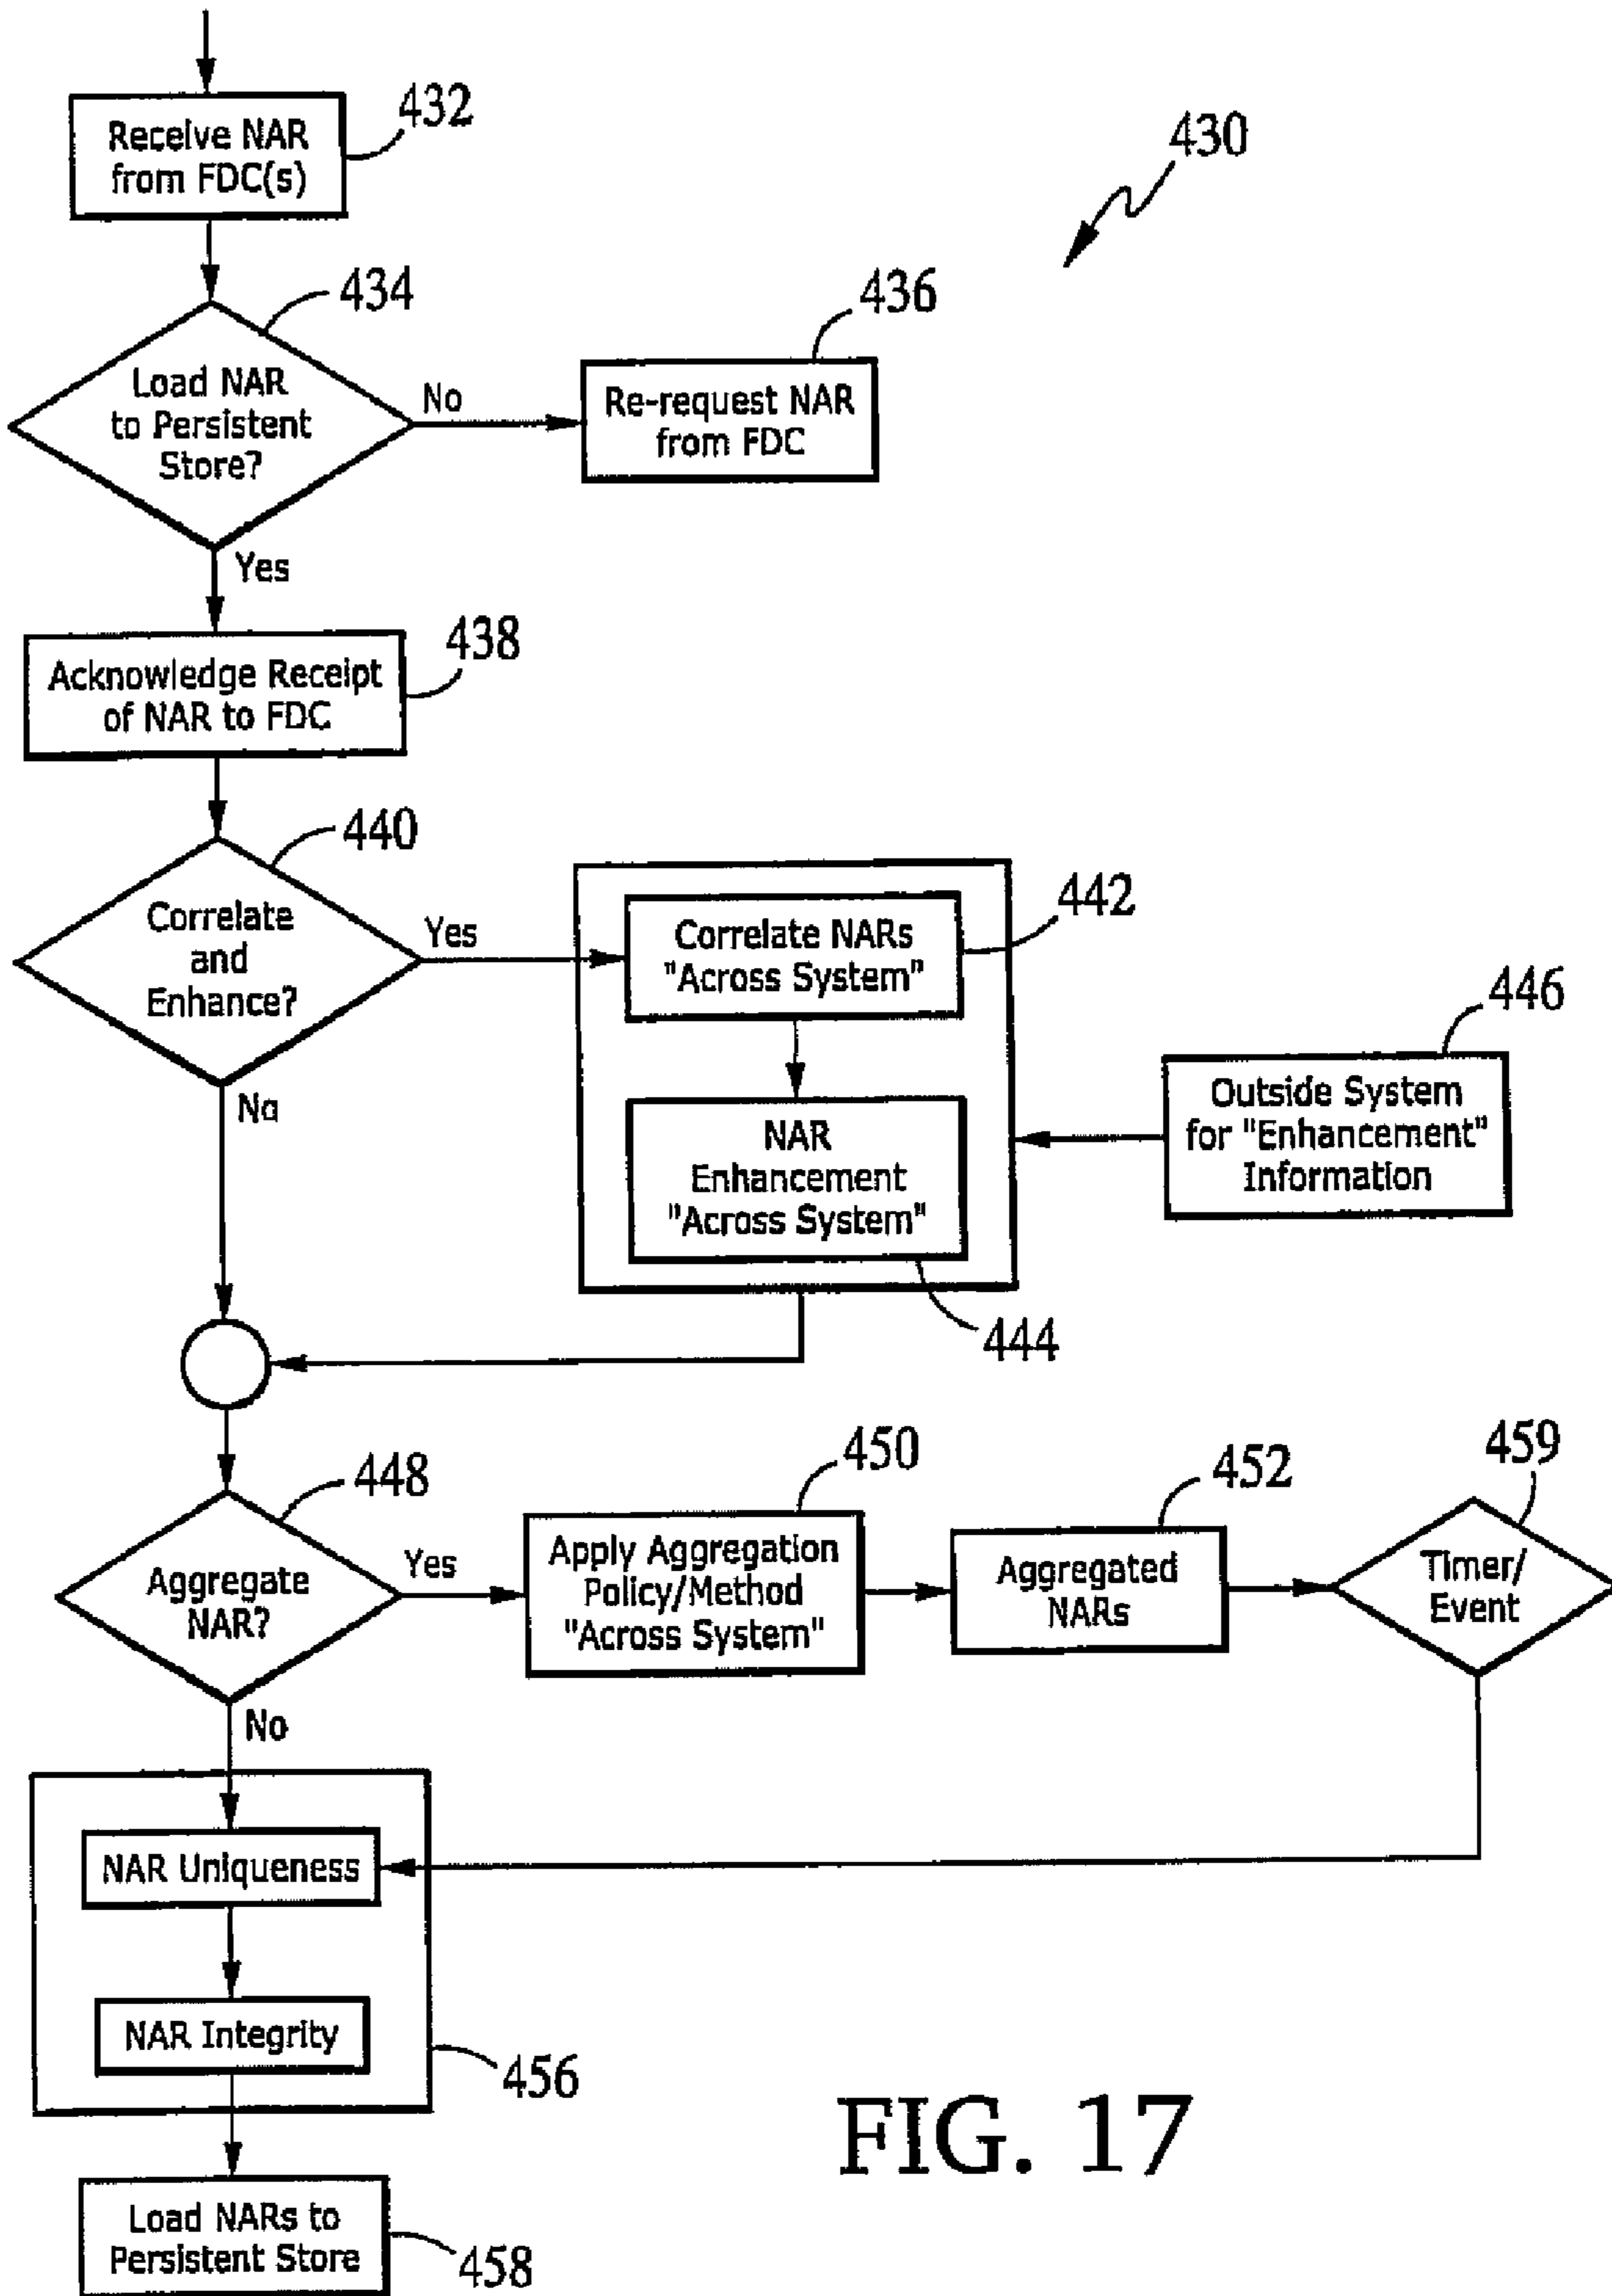 432
Receive NAR
from FDC(s)
430
434
Load NAR
to Persistent
Store?
No
436
Re-request NAR
from FDC
Yes
438
Acknowledge Receipt
of NAR to FDC
440
Correlate
and
Enhance?
Yes
442
Correlate NARs
"Across System"
446
Outside System
for "Enhancement"
Information
No
NAR
Enhancement
"Across System"
444
448
Aggregate
NAR?
Yes
450
Apply Aggregation
Policy/Method
"Across System"
452
Aggregated
NARs
459
Timer/
Event
No
NAR Uniqueness
NAR Integrity
456
Load NARs to
Persistent Store
458
FIG. 17